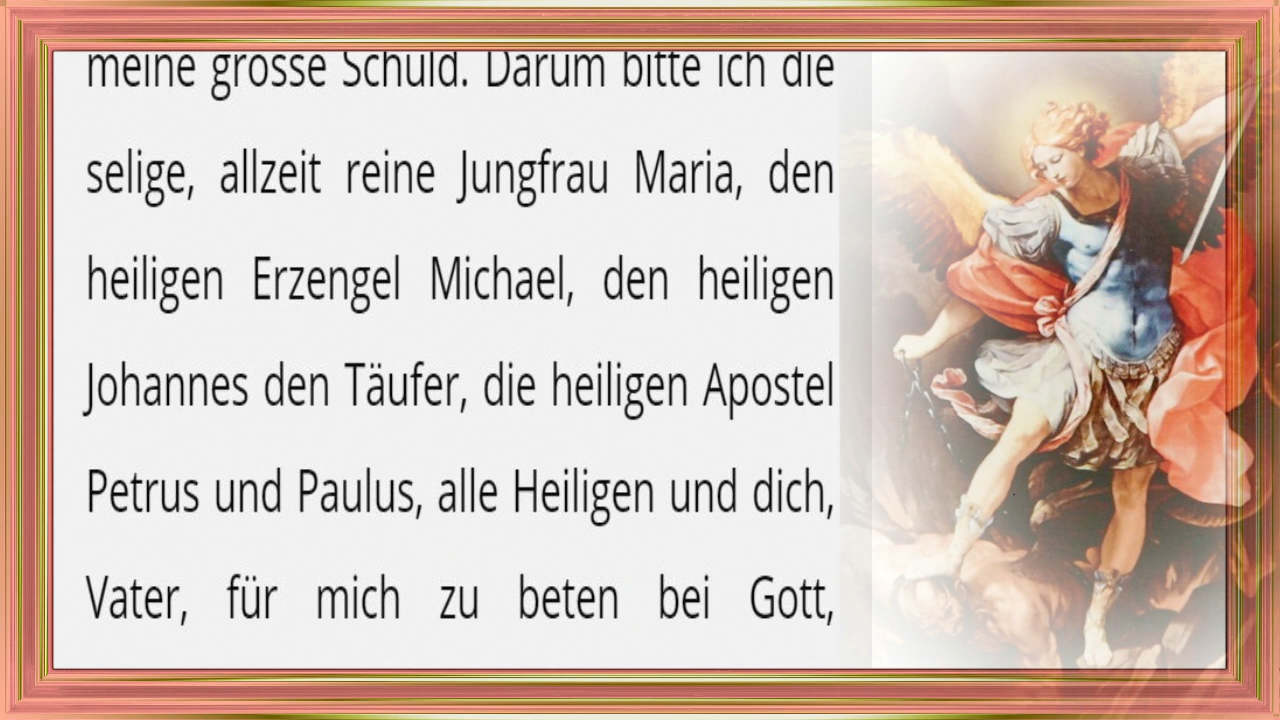 meine grosse Schuld. Darum bitte ich die
selige, allzeit reine Jungfrau Maria, den
heiligen Erzengel Michael, den heiligen
Johannes den Täufer, die heiligen Apostel
Petrus und Paulus, alle Heiligen und dich,
Vater, für mich zu beten bei Gott,